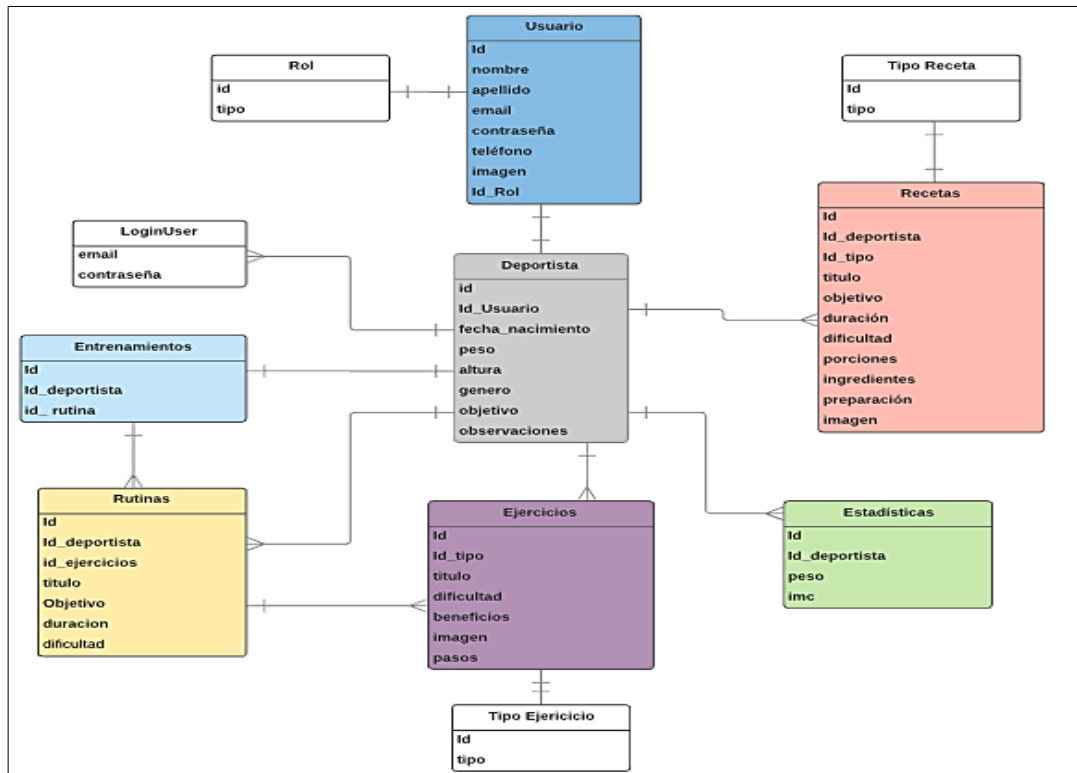 Usuario
Id
nombre
apellido
email
contraseña
teléfono
imagen
Id_Rol
Rol
id
tipo
Tipo Receta
Id
tipo
Recetas
Id
Id_deportista
Id_tipo
titulo
objetivo
duración
dificultad
porciones
ingredientes
preparación
imagen
LoginUser
email
contraseña
Deportista
id
Id_Usuario
fecha_nacimiento
peso
altura
genero
objetivo
observaciones
Entrenamientos
Id
Id_deportista
id_ rutina
Rutinas
Id
Id_deportista
id_ejercicios
titulo
Objetivo
duracion
dificultad
Ejercicios
Id
Id_tipo
titulo
dificultad
beneficios
imagen
pasos
Estadísticas
Id
Id_deportista
peso
imc
Tipo Ejericicio
Id
tipo